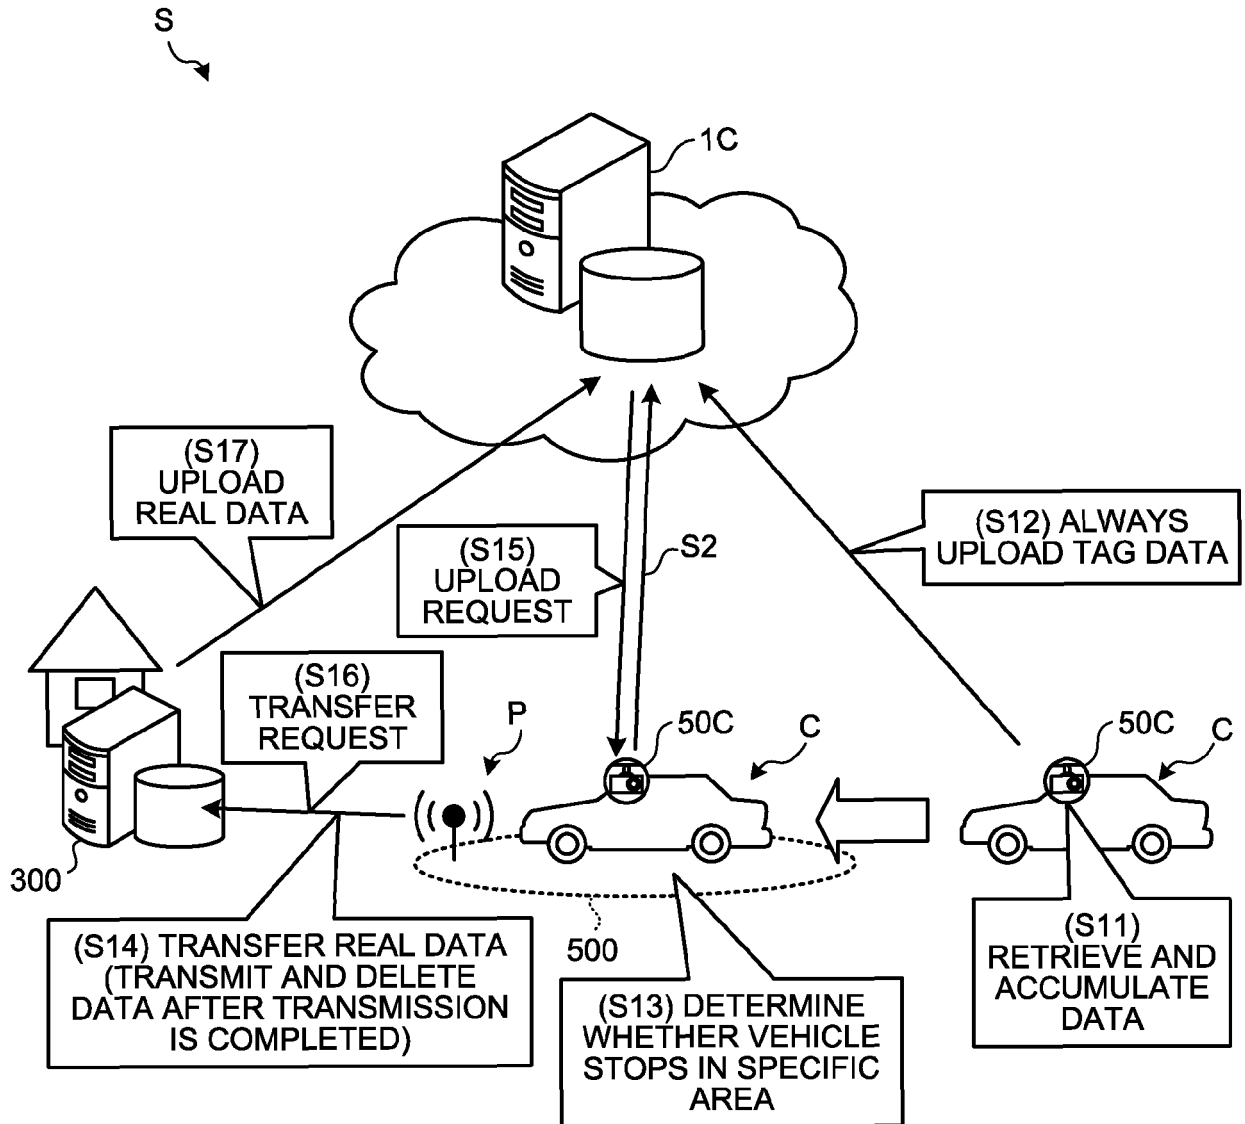 S
1C
(S17)
UPLOAD
REAL DATA
(S15)
UPLOAD
REQUEST
S2
(S12) ALWAYS
UPLOAD TAG DATA
(S16)
TRANSFER
REQUEST
P
50C
C
50C
C
300
500
(S14) TRANSFER REAL DATA
(TRANSMIT AND DELETE
DATA AFTER TRANSMISSION
IS COMPLETED)
(S13) DETERMINE
WHETHER VEHICLE
STOPS IN SPECIFIC
AREA
(S11)
RETRIEVE AND
ACCUMULATE
DATA